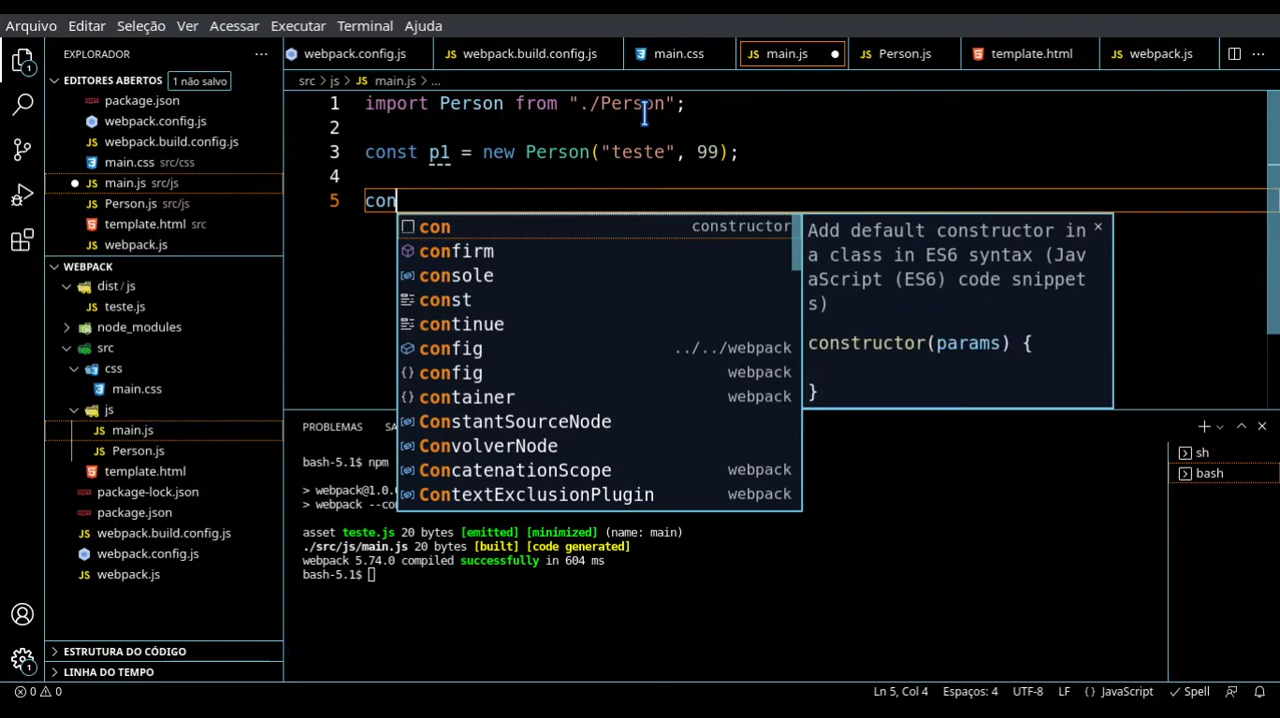 Arquivo Editar Seleção Ver Acessar Executar Terminal Ajuda
EXPLORADOR
webpack.config.js webpack.build.config.js main.css main.js Person.js template.html webpack.js
EDITORES ABERTOS 1 não salvo
package.json
webpack.config.js
webpack.build.config.js
main.css src/css
main.js src/js
Person.js src/js
template.html src
webpack.js
WEBPACK
dist / js
teste.js
node_modules
src
css
main.css
js
main.js
Person.js
template.html
package-lock.json
package.json
webpack.build.config.js
webpack.config.js
webpack.js
ESTRUTURA DO CÓDIGO
LINHA DO TEMPO
src > js > main.js > ...
1 import Person from "./Person";
2
3 const p1 = new Person("teste", 99);
4
5 con
con constructor
confirm
console
const
continue
config ../../webpack
config webpack
container webpack
ConstantSourceNode
ConvolverNode
ConcatenationScope webpack
ContextExclusionPlugin webpack
Add default constructor in
a class in ES6 syntax (Jav
aScript (ES6) code snippet
s)
constructor(params) {
}
PROBLEMAS SA
bash-5.1$ npm
> webpack@1.0.
> webpack --co
asset teste.js 20 bytes [emitted] [minimized] (name: main)
./src/js/main.js 20 bytes [built] [code generated]
webpack 5.74.0 compiled successfully in 604 ms
bash-5.1$
sh
bash
0 0 Ln 5, Col 4 Espaços: 4 UTF-8 LF {} JavaScript Spell